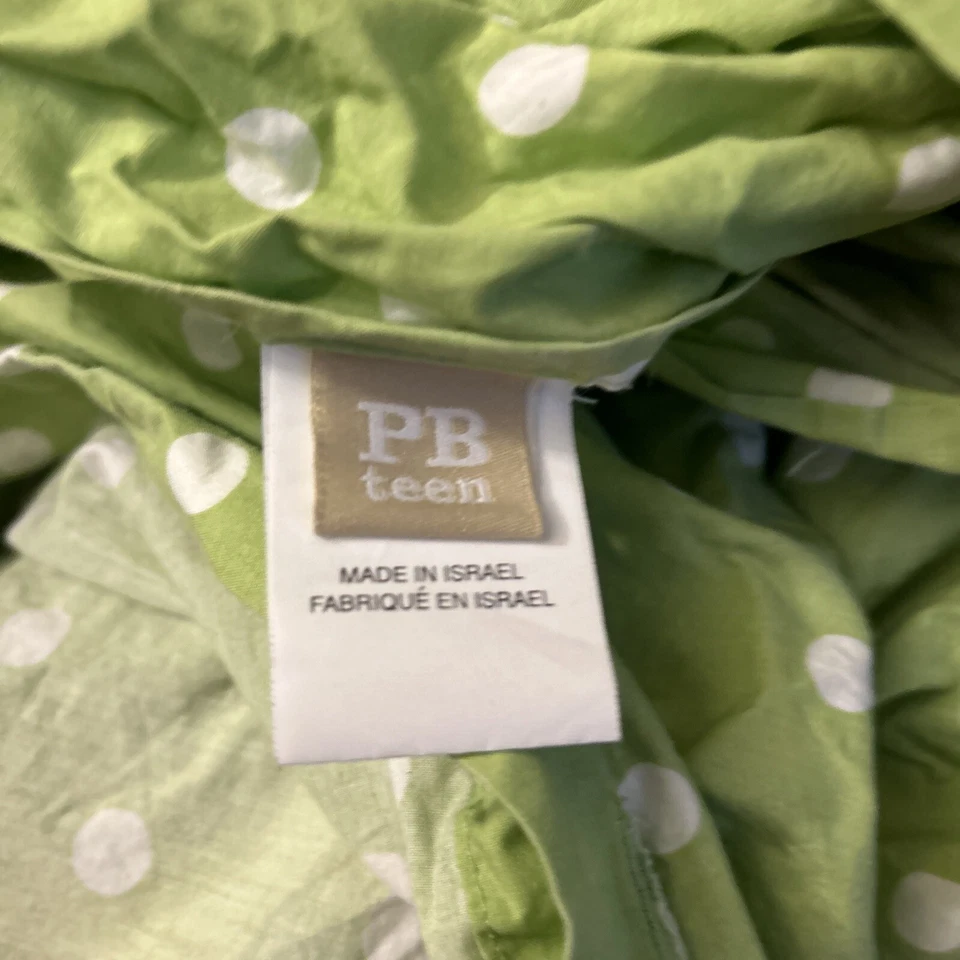 PB
teen
MADE IN ISRAEL
FABRIQUÉ EN ISRAEL